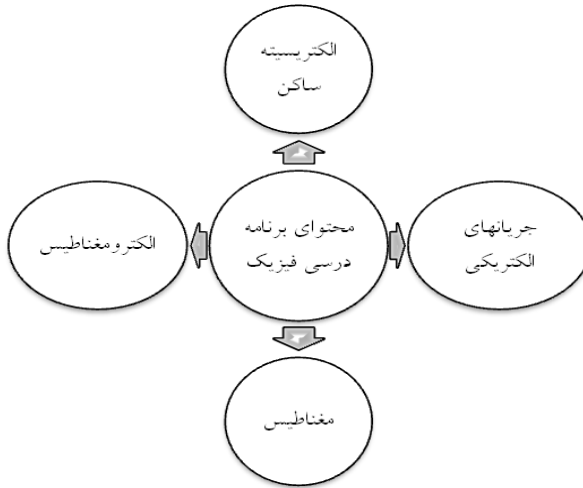 الکتریسیته
ساکن
جریانهای
الکتریکی
محتوای برنامه
درسی فیزیک
الکترومغناطیس
مغناطیس